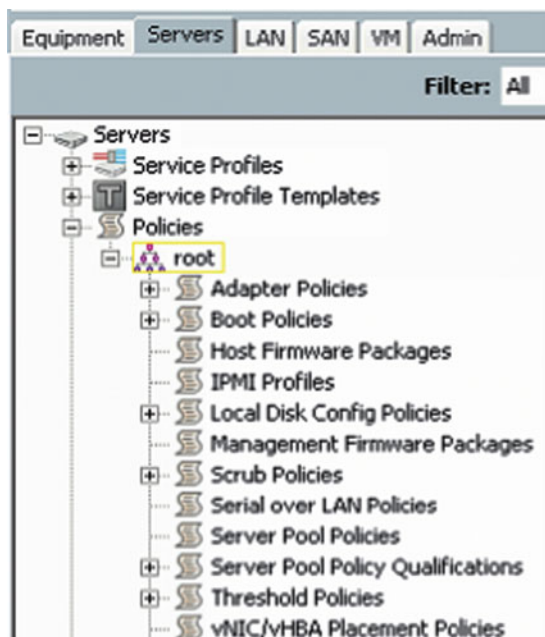 Equipment Servers LAN SAN VM Admin
Filter: All
Servers
Service Profiles
T Service Profile Templates
Policies
root
Adapter Policies
Boot Policies
Host Firmware Packages
IPMI Profiles
Local Disk Config Policies
Management Firmware Packages
Scrub Policies
Serial over LAN Policies
Server Pool Policies
Server Pool Policy Qualifications
Threshold Policies
vNIC/vHBA Placement Policies